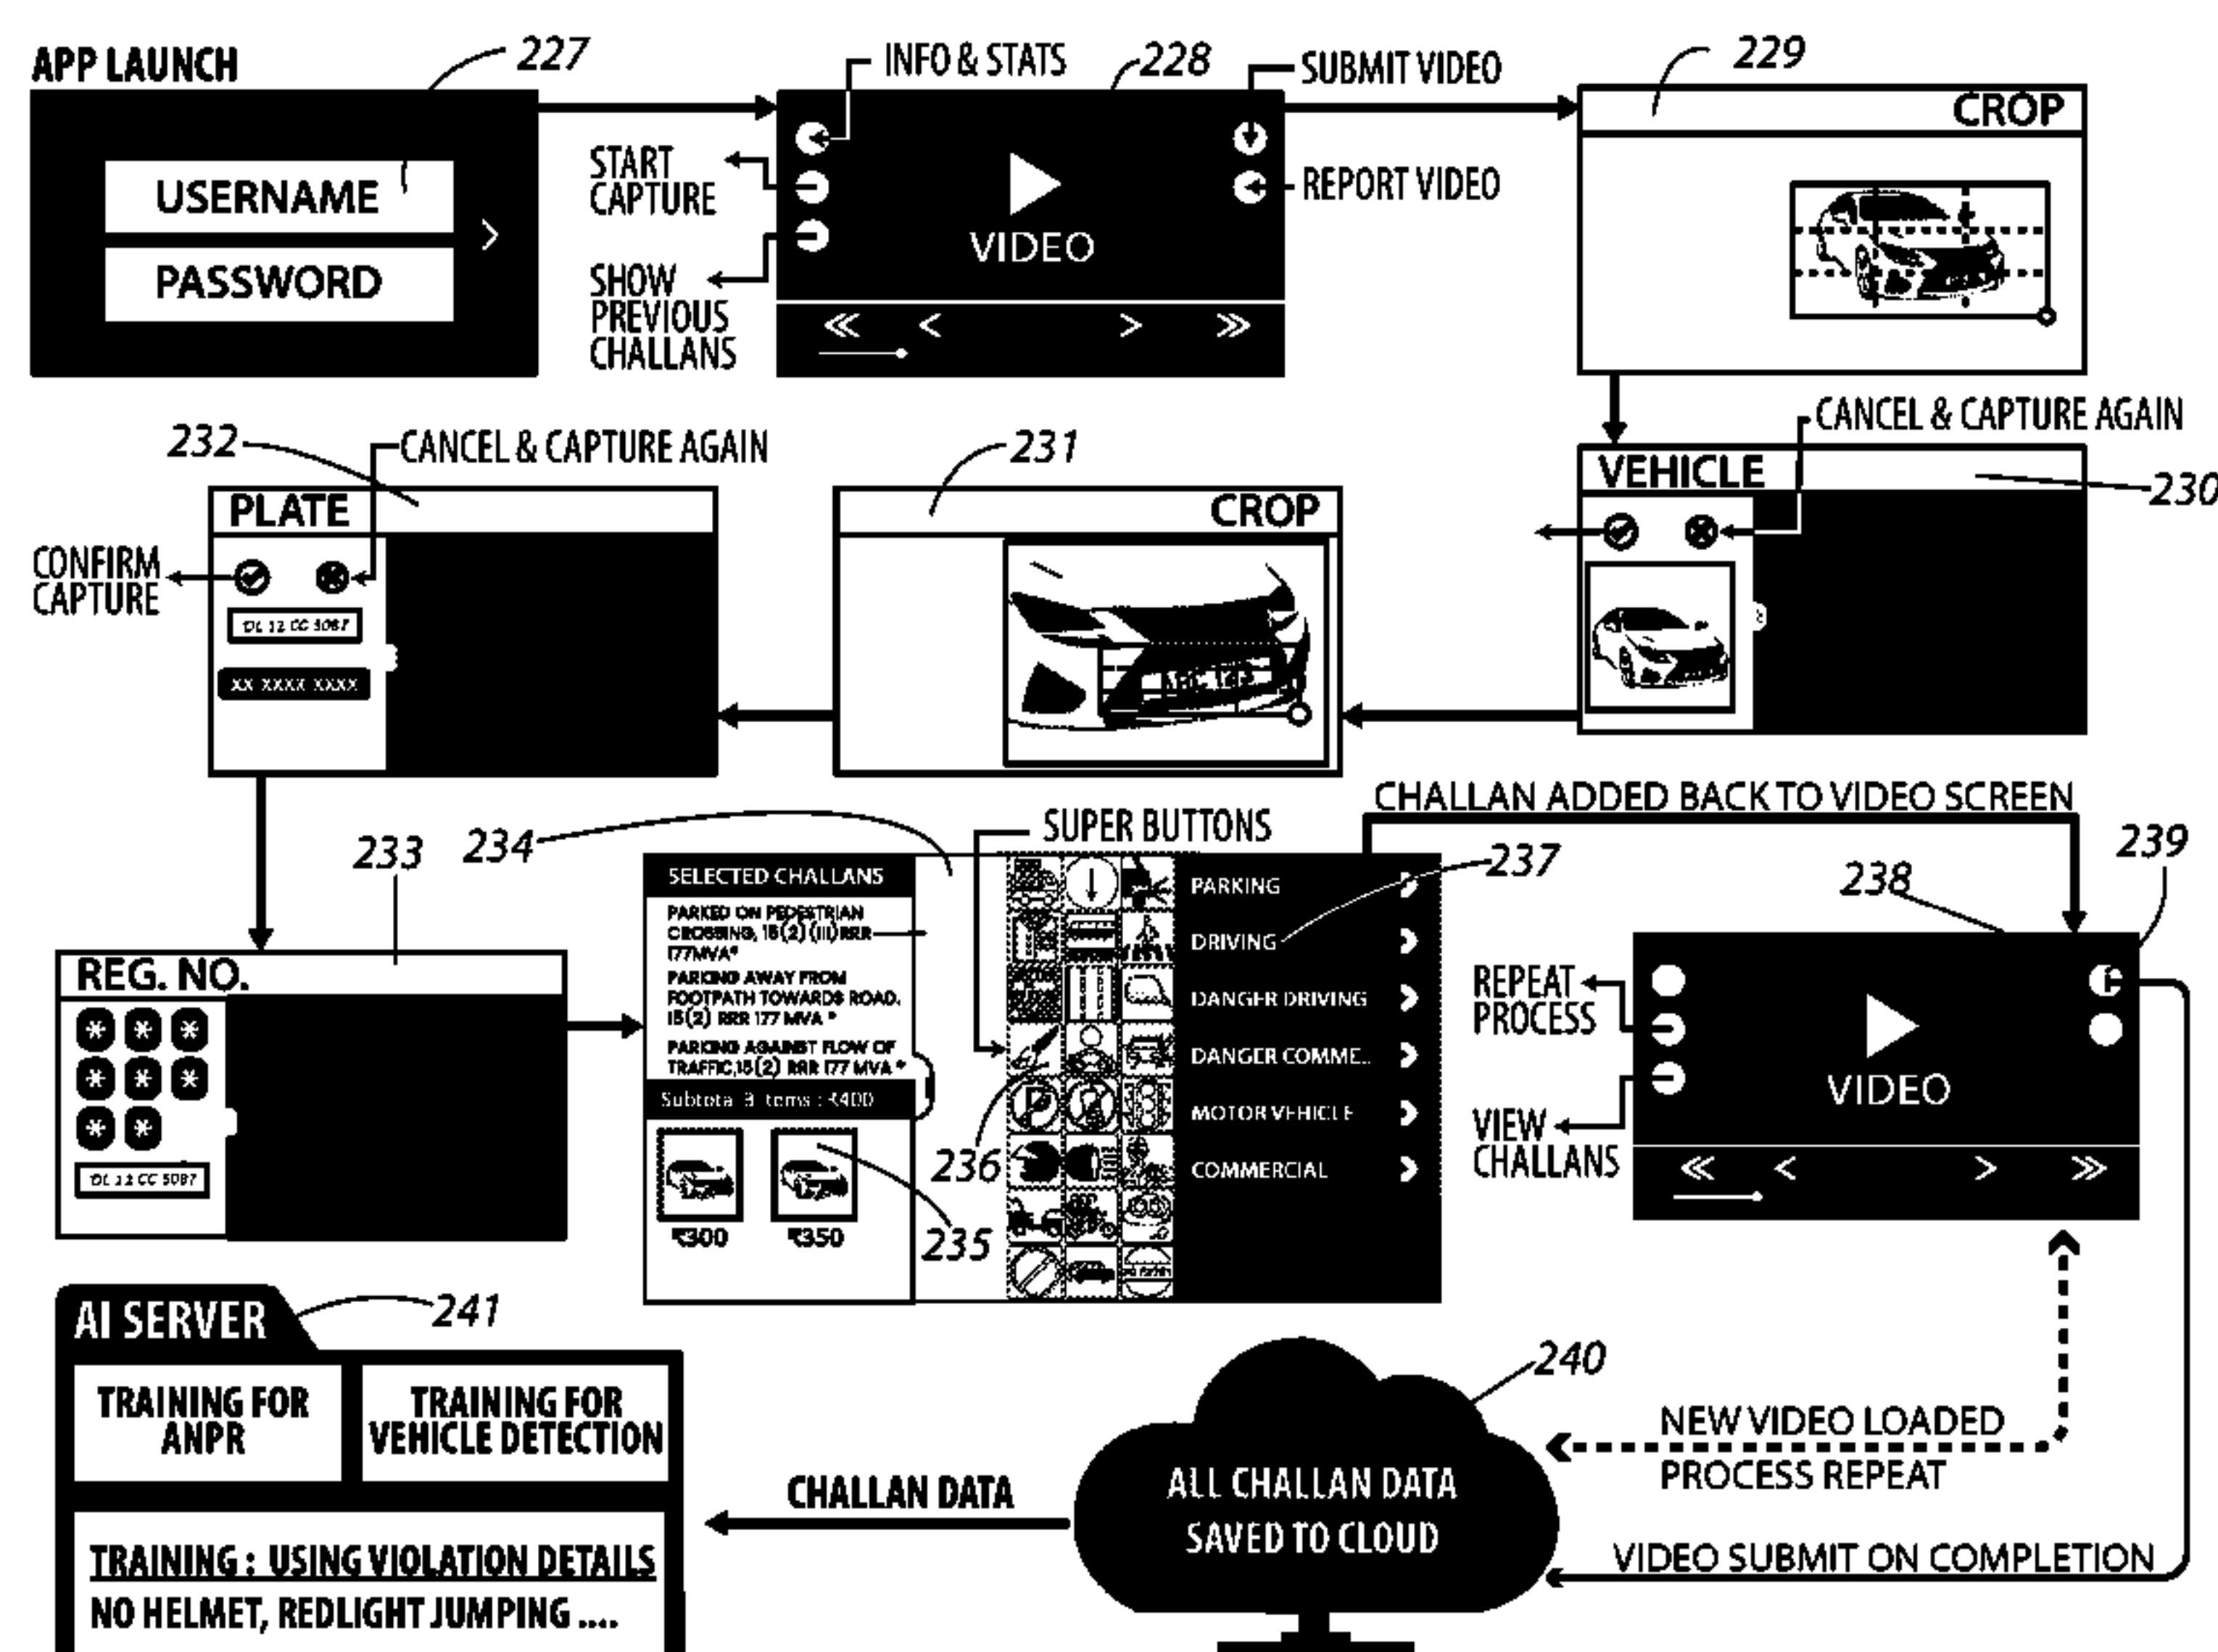 APP LAUNCH
227
USERNAME
PASSWORD
INFO & STATS
228
SUBMIT VIDEO
START
CAPTURE
REPORT VIDEO
SHOW
PREVIOUS
CHALLANS
VIDEO
229
CROP
CANCEL & CAPTURE AGAIN
VEHICLE
230
231
CROP
232
CANCEL & CAPTURE AGAIN
PLATE
CONFIRM
CAPTURE
DL 12 CC 5087
XX XXXX XXXX
233
REG. NO.
* * *
* * *
* *
DL 12 CC 5087
234
SUPER BUTTONS
SELECTED CHALLANS
PARKED ON PEDESTRIAN
CROSSING, 15(2) (III) RRR
177MVA*
PARKING AWAY FROM
FOOTPATH TOWARDS ROAD.
15(2) RRR 177 MVA *
PARKING AGAINST FLOW OF
TRAFFIC,15(2) RRR 177 MVA *
Subtota 3 tems : ₹400
₹300
₹350
235
236
PARKING
DRIVING
DANGER DRIVING
DANGER COMME..
MOTOR VEHICLE
COMMERCIAL
237
CHALLAN ADDED BACK TO VIDEO SCREEN
238
239
REPEAT
PROCESS
VIEW
CHALLANS
VIDEO
240
NEW VIDEO LOADED
PROCESS REPEAT
VIDEO SUBMIT ON COMPLETION
ALL CHALLAN DATA
SAVED TO CLOUD
CHALLAN DATA
241
AI SERVER
TRAINING FOR
ANPR
TRAINING FOR
VEHICLE DETECTION
TRAINING : USING VIOLATION DETAILS
NO HELMET, REDLIGHT JUMPING ....